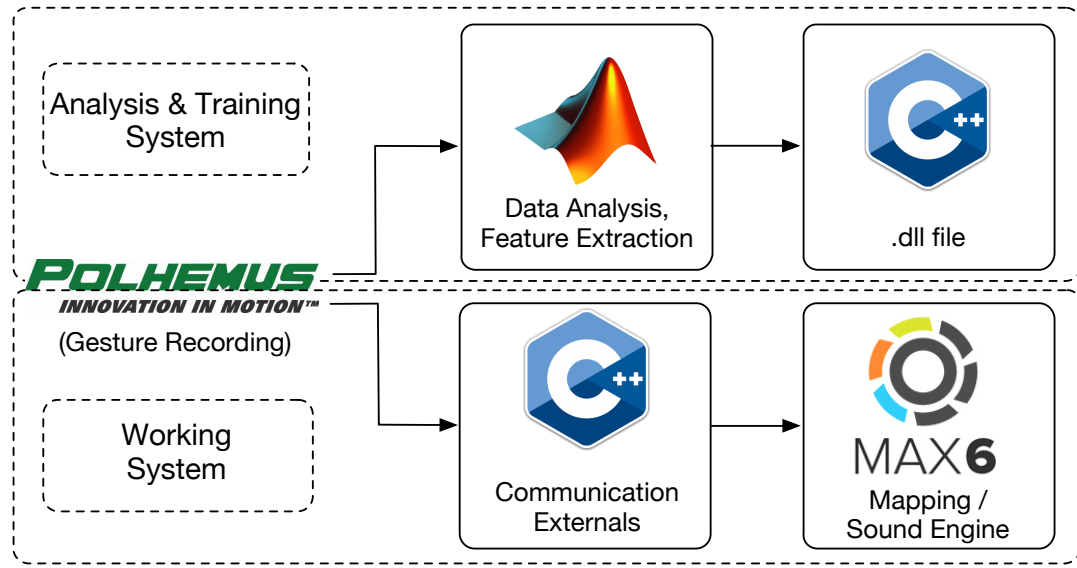 Analysis & Training
System
Data Analysis,
Feature Extraction
C++
.dll file
POLHEMUS
INNOVATION IN MOTION™
(Gesture Recording)
Working
System
C++
Communication
Externals
MAX6
Mapping /
Sound Engine